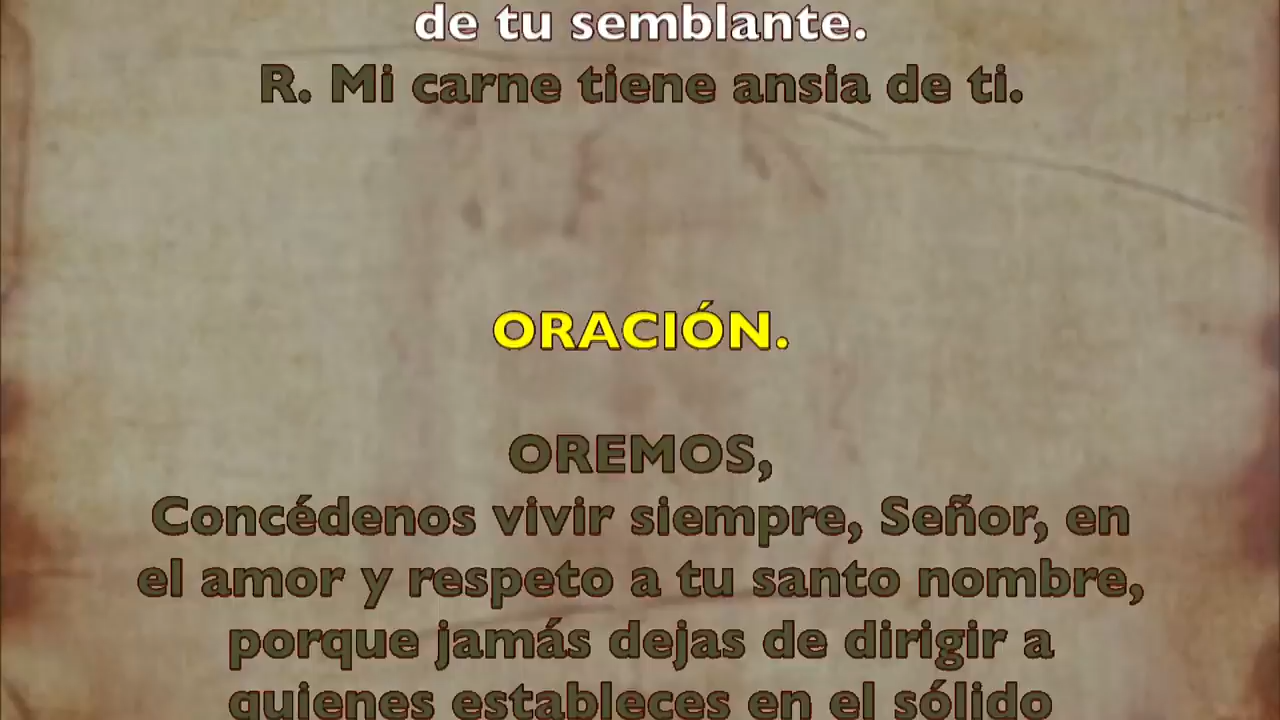 de tu semblante.
R. Mi carne tiene ansia de ti.
ORACIÓN.
OREMOS,
Concédenos vivir siempre, Señor, en
el amor y respeto a tu santo nombre,
porque jamás dejas de dirigir a
quienes estableces en el sólido